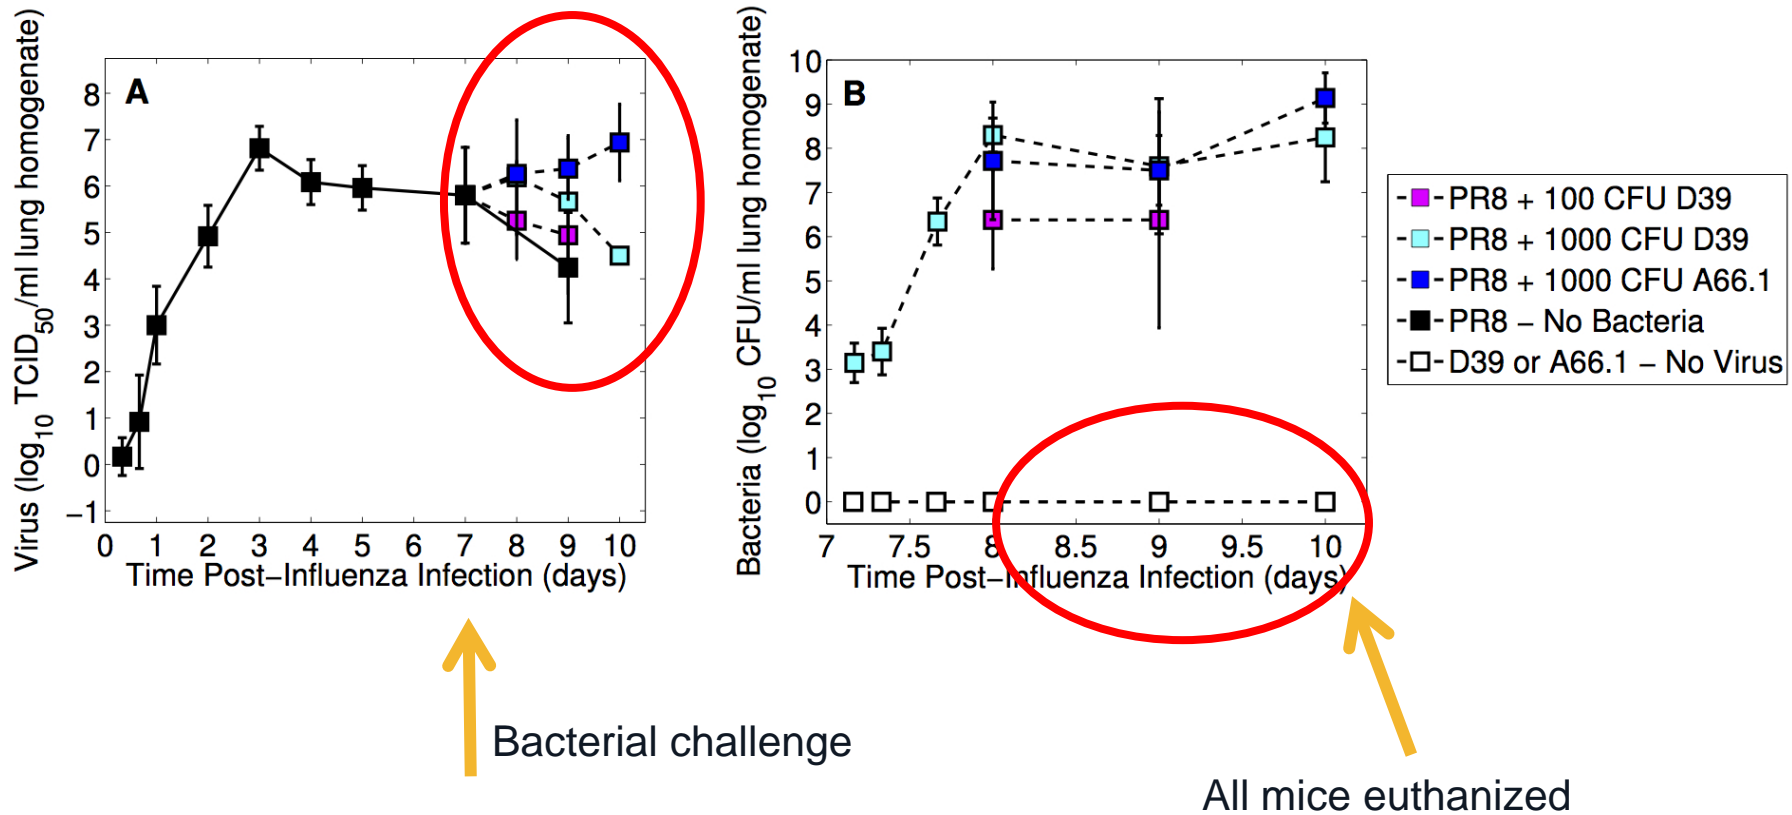 Virus (log10 TCID50/ml lung homogenate)
A
8
7
6
5
4
3
2
1
0
−1
0 1 2 3 4 5 6 7 8 9 10
Time Post−Influenza Infection (days)
Bacteria (log10 CFU/ml lung homogenate)
B
10
9
8
7
6
5
4
3
2
1
0
7 7.5 8 8.5 9 9.5 10
Time Post−Influenza Infection (days)
PR8 + 100 CFU D39
PR8 + 1000 CFU D39
PR8 + 1000 CFU A66.1
PR8 − No Bacteria
D39 or A66.1 − No Virus
Bacterial challenge
All mice euthanized